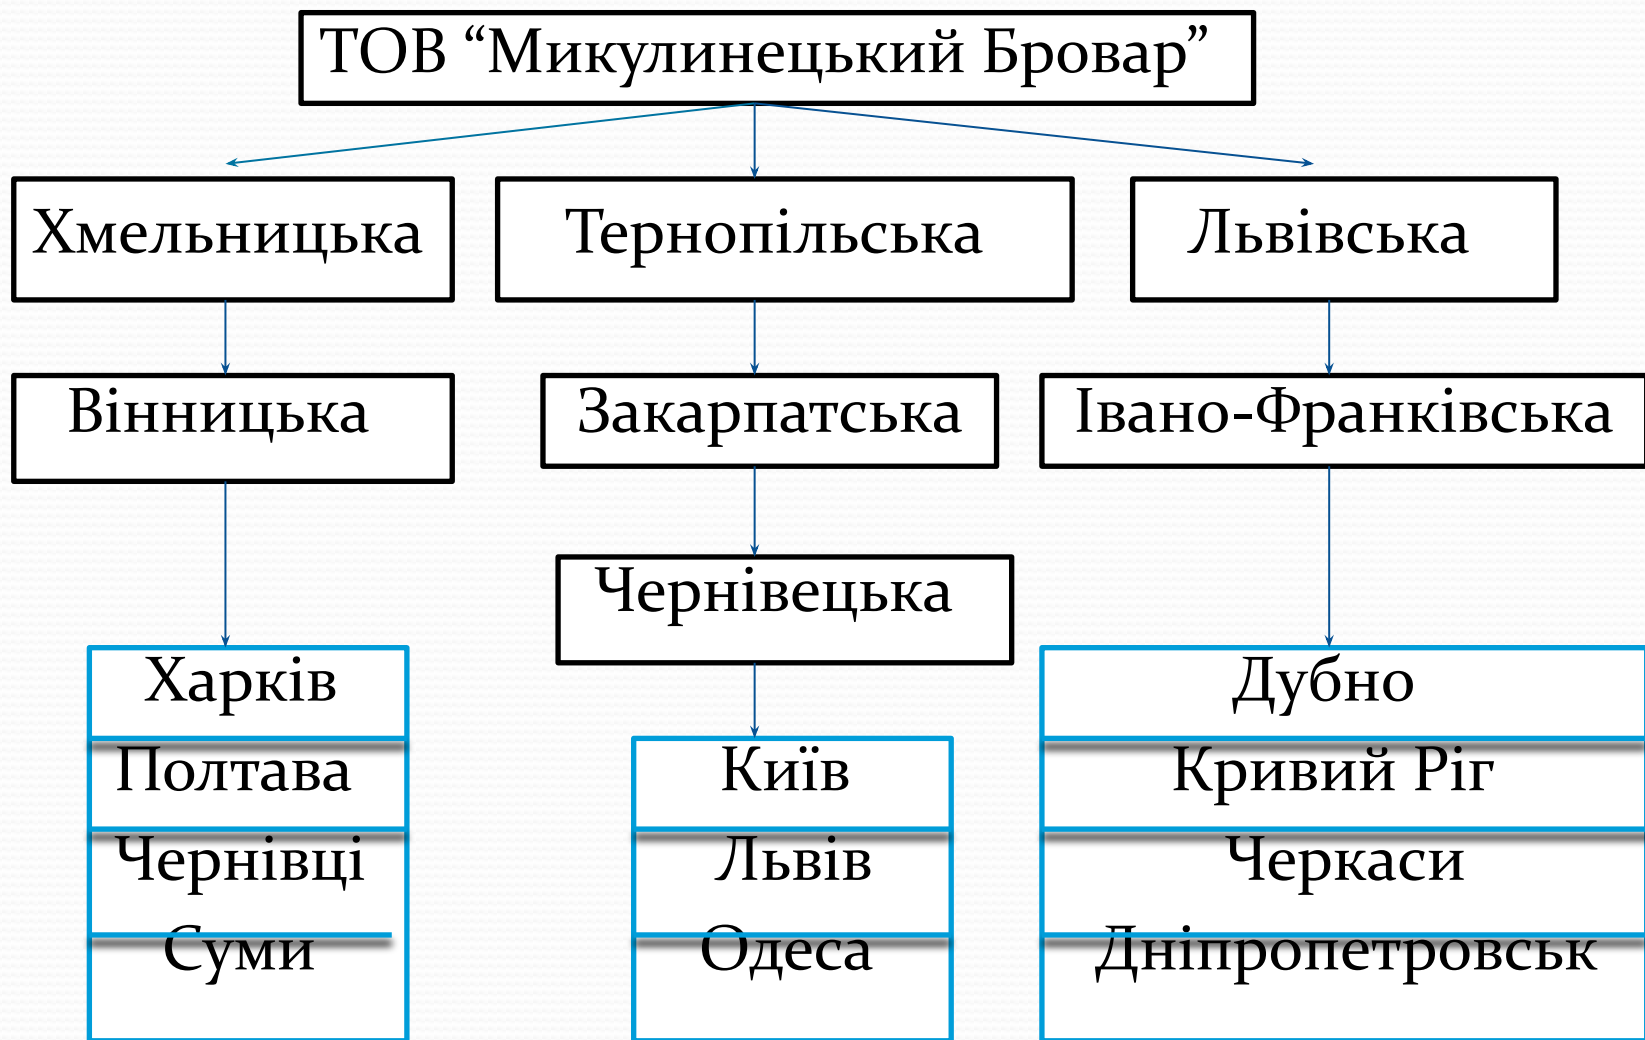 ТОВ “Микулинецький Бровар”
Хмельницька
Тернопільська
Львівська
Вінницька
Закарпатська
Івано-Франківська
Чернівецька
Харків
Полтава
Чернівці
Суми
Київ
Львів
Одеса
Дубно
Кривий Ріг
Черкаси
Дніпропетровськ